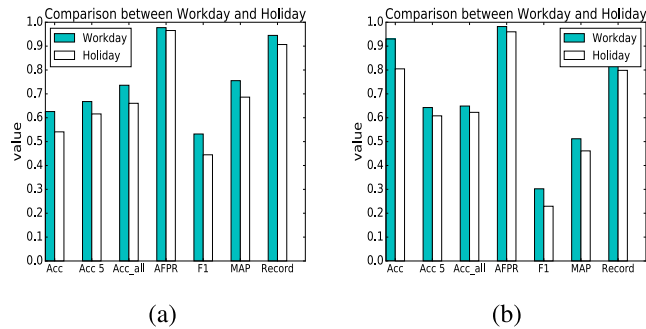 Comparison between Workday and Holiday
Workday
Holiday
value
1.0
0.9
0.8
0.7
0.6
0.5
0.4
0.3
0.2
0.1
0.0
Acc Acc 5 Acc_all AFPR F1 MAP Record
(a)
Comparison between Workday and Holiday
Workday
Holiday
value
1.0
0.9
0.8
0.7
0.6
0.5
0.4
0.3
0.2
0.1
0.0
Acc Acc 5 Acc_all AFPR F1 MAP Record
(b)